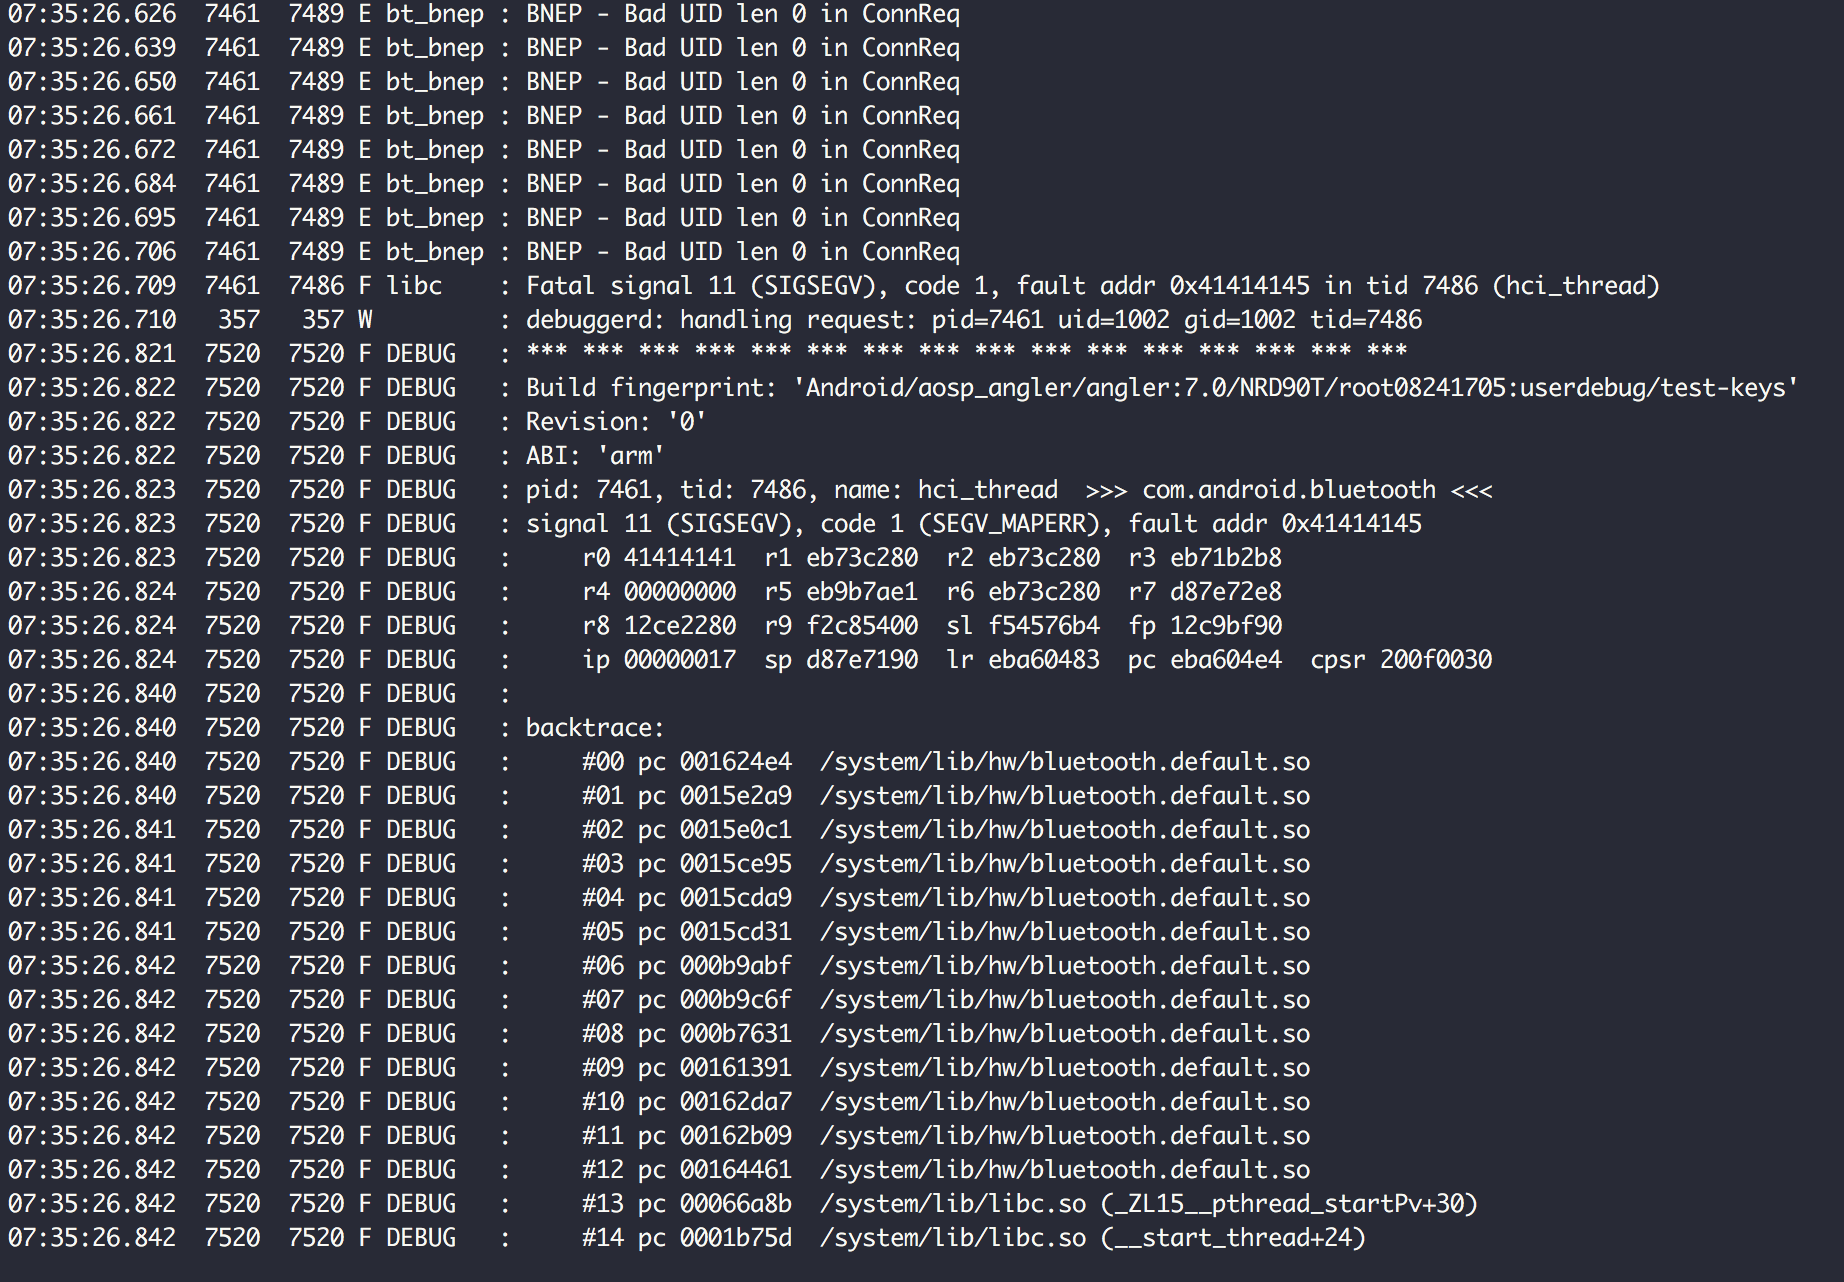 07:35:26.626  7461  7489 E bt_bnep : BNEP - Bad UID len 0 in ConnReq
07:35:26.639  7461  7489 E bt_bnep : BNEP - Bad UID len 0 in ConnReq
07:35:26.650  7461  7489 E bt_bnep : BNEP - Bad UID len 0 in ConnReq
07:35:26.661  7461  7489 E bt_bnep : BNEP - Bad UID len 0 in ConnReq
07:35:26.672  7461  7489 E bt_bnep : BNEP - Bad UID len 0 in ConnReq
07:35:26.684  7461  7489 E bt_bnep : BNEP - Bad UID len 0 in ConnReq
07:35:26.695  7461  7489 E bt_bnep : BNEP - Bad UID len 0 in ConnReq
07:35:26.706  7461  7489 E bt_bnep : BNEP - Bad UID len 0 in ConnReq
07:35:26.709  7461  7486 F libc    : Fatal signal 11 (SIGSEGV), code 1, fault addr 0x41414145 in tid 7486 (hci_thread)
07:35:26.710   357   357 W         : debuggerd: handling request: pid=7461 uid=1002 gid=1002 tid=7486
07:35:26.821  7520  7520 F DEBUG   : *** *** *** *** *** *** *** *** *** *** *** *** *** *** *** ***
07:35:26.822  7520  7520 F DEBUG   : Build fingerprint: 'Android/aosp_angler/angler:7.0/NRD90T/root08241705:userdebug/test-keys'
07:35:26.822  7520  7520 F DEBUG   : Revision: '0'
07:35:26.822  7520  7520 F DEBUG   : ABI: 'arm'
07:35:26.823  7520  7520 F DEBUG   : pid: 7461, tid: 7486, name: hci_thread  >>> com.android.bluetooth <<<
07:35:26.823  7520  7520 F DEBUG   : signal 11 (SIGSEGV), code 1 (SEGV_MAPERR), fault addr 0x41414145
07:35:26.823  7520  7520 F DEBUG   :     r0 41414141  r1 eb73c280  r2 eb73c280  r3 eb71b2b8
07:35:26.824  7520  7520 F DEBUG   :     r4 00000000  r5 eb9b7ae1  r6 eb73c280  r7 d87e72e8
07:35:26.824  7520  7520 F DEBUG   :     r8 12ce2280  r9 f2c85400  sl f54576b4  fp 12c9bf90
07:35:26.824  7520  7520 F DEBUG   :     ip 00000017  sp d87e7190  lr eba60483  pc eba604e4  cpsr 200f0030
07:35:26.840  7520  7520 F DEBUG   :
07:35:26.840  7520  7520 F DEBUG   : backtrace:
07:35:26.840  7520  7520 F DEBUG   :     #00 pc 001624e4  /system/lib/hw/bluetooth.default.so
07:35:26.840  7520  7520 F DEBUG   :     #01 pc 0015e2a9  /system/lib/hw/bluetooth.default.so
07:35:26.841  7520  7520 F DEBUG   :     #02 pc 0015e0c1  /system/lib/hw/bluetooth.default.so
07:35:26.841  7520  7520 F DEBUG   :     #03 pc 0015ce95  /system/lib/hw/bluetooth.default.so
07:35:26.841  7520  7520 F DEBUG   :     #04 pc 0015cda9  /system/lib/hw/bluetooth.default.so
07:35:26.841  7520  7520 F DEBUG   :     #05 pc 0015cd31  /system/lib/hw/bluetooth.default.so
07:35:26.842  7520  7520 F DEBUG   :     #06 pc 000b9abf  /system/lib/hw/bluetooth.default.so
07:35:26.842  7520  7520 F DEBUG   :     #07 pc 000b9c6f  /system/lib/hw/bluetooth.default.so
07:35:26.842  7520  7520 F DEBUG   :     #08 pc 000b7631  /system/lib/hw/bluetooth.default.so
07:35:26.842  7520  7520 F DEBUG   :     #09 pc 00161391  /system/lib/hw/bluetooth.default.so
07:35:26.842  7520  7520 F DEBUG   :     #10 pc 00162da7  /system/lib/hw/bluetooth.default.so
07:35:26.842  7520  7520 F DEBUG   :     #11 pc 00162b09  /system/lib/hw/bluetooth.default.so
07:35:26.842  7520  7520 F DEBUG   :     #12 pc 00164461  /system/lib/hw/bluetooth.default.so
07:35:26.842  7520  7520 F DEBUG   :     #13 pc 00066a8b  /system/lib/libc.so (_ZL15__pthread_startPv+30)
07:35:26.842  7520  7520 F DEBUG   :     #14 pc 0001b75d  /system/lib/libc.so (__start_thread+24)